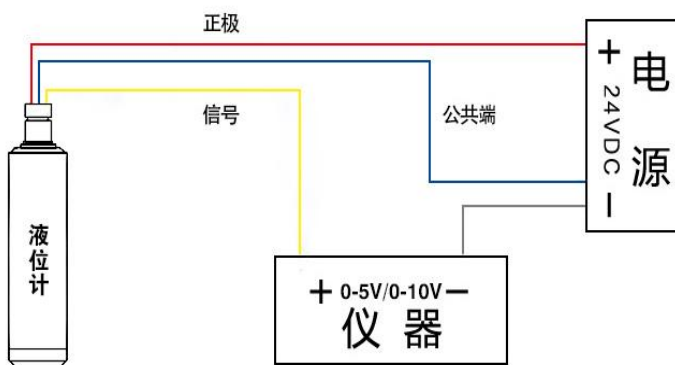 正极
信号
公共端
+ 24VDC −
电源
液位计
+ 0-5V/0-10V −
仪器